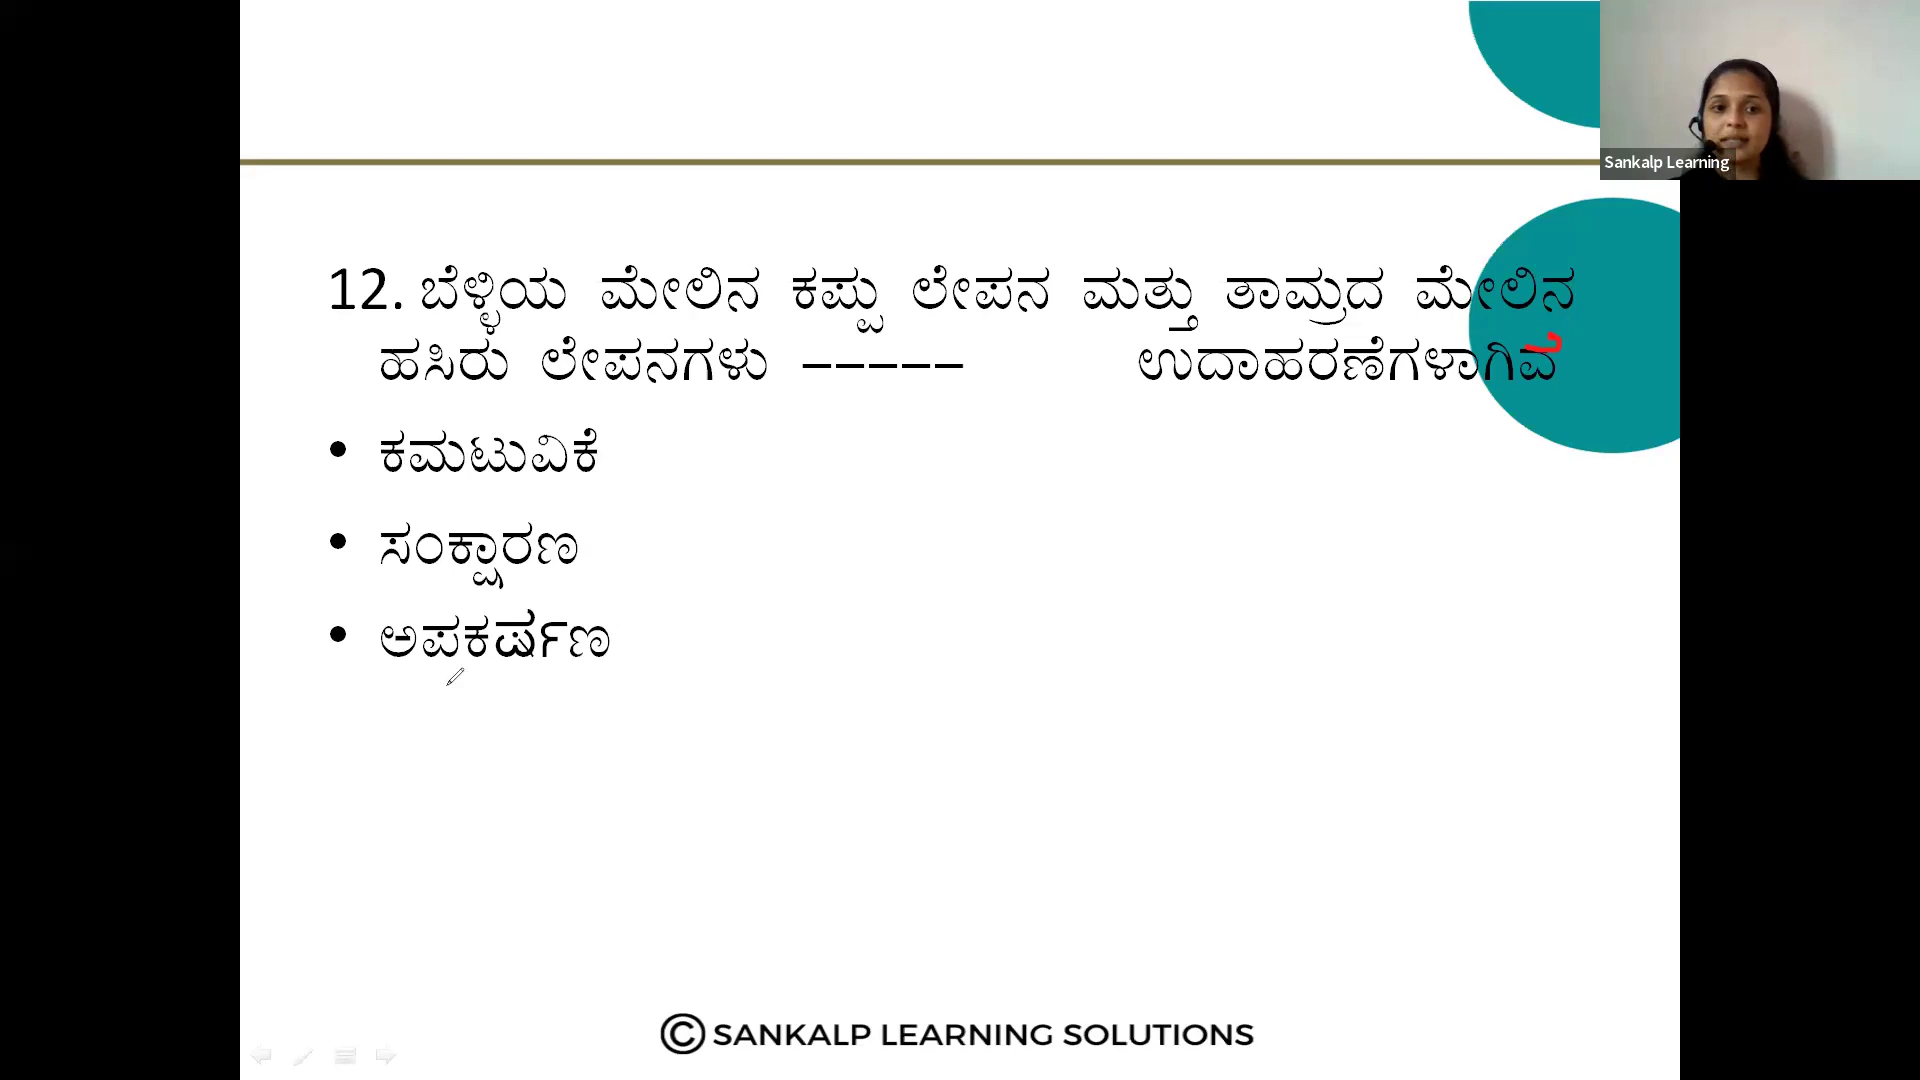 Sankalp Learning
12. ಬೆಳ್ಳಿಯ ಮೇಲಿನ ಕಪ್ಪು ಲೇಪನ ಮತ್ತು ತಾಮ್ರದ ಮೇಲಿನ
ಹಸಿರು ಲೇಪನಗಳು ––––– ಉದಾಹರಣೆಗಳಾಗಿವೆ
• ಕಮಟುವಿಕೆ
• ಸಂಕ್ಷಾರಣ
• ಅಪಕರ್ಷಣ
© SANKALP LEARNING SOLUTIONS